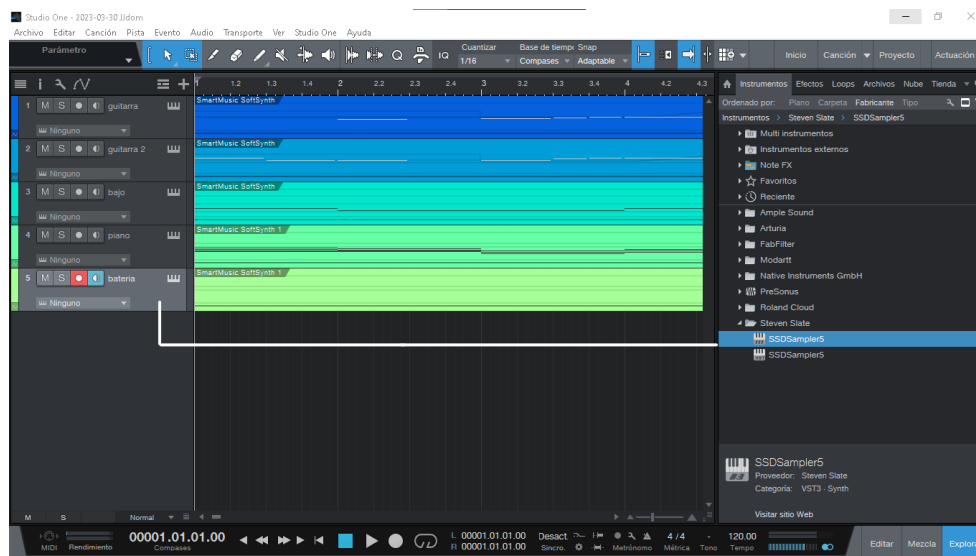 Studio One - 2023-03-30 JJdom
Archivo Editar Canción Pista Evento Audio Transporte Ver Studio One Ayuda
Parámetro
IQ
Cuantizar Base de tiempo Snap
1/16 Compases Adaptable
Inicio Canción Proyecto Actuación
1.2 1.3 1.4 2 2.2 2.3 2.4 3 3.2 3.3 3.4 4 4.2 4.3
Instrumentos Efectos Loops Archivos Nube Tienda
Ordenado por: Plano Carpeta Fabricante Tipo
Instrumentos > Steven Slate > SSDSampler5
1 M S guitarra
Ninguno
SmartMusic SoftSynth
2 M S guitarra 2
Ninguno
SmartMusic SoftSynth
3 M S bajo
Ninguno
SmartMusic SoftSynth
4 M S piano
Ninguno
SmartMusic SoftSynth 1
5 M S bateria
Ninguno
SmartMusic SoftSynth 1
Multi instrumentos
Instrumentos externos
Note FX
Favoritos
Reciente
Ample Sound
Arturia
FabFilter
Modartt
Native Instruments GmbH
PreSonus
Roland Cloud
Steven Slate
SSDSampler5
SSDSampler5
SSDSampler5
Proveedor: Steven Slate
Categoría: VST3 - Synth
Visitar sitio Web
M S Normal
MIDI Rendimiento
00001.01.01.00
Compases
L 00001.01.01.00
R 00001.01.01.00
Desact.
Sincro. Metrónomo
4 / 4
Métrica
-
Tono
120.00
Tempo
Editar Mezcla Explora